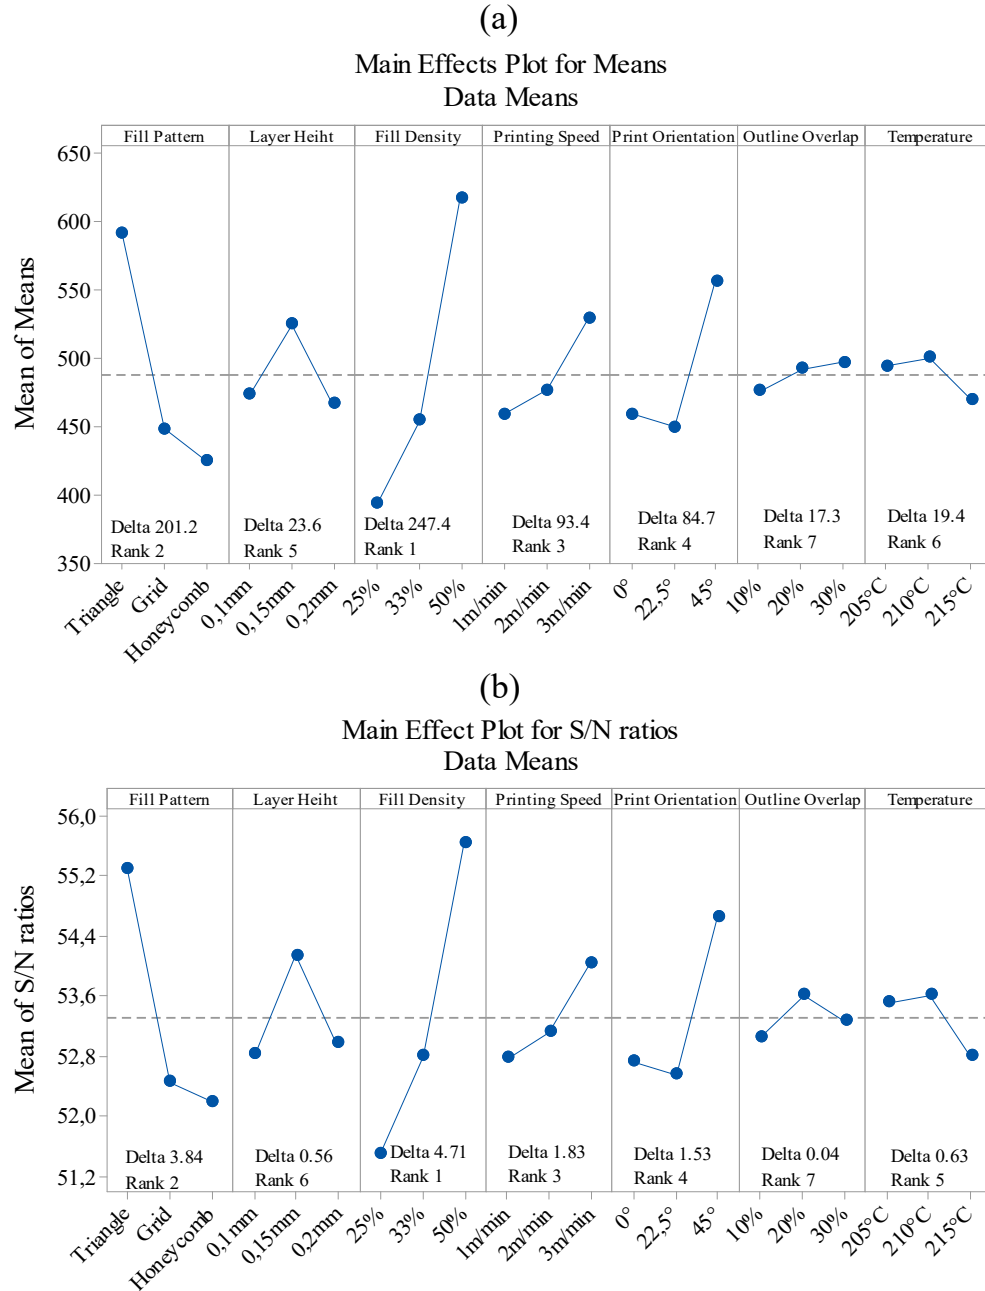 (a)
Main Effects Plot for Means
Data Means
Fill Pattern Layer Heiht Fill Density Printing Speed Print Orientation Outline Overlap Temperature
650
600
550
500
450
400
350
Mean of Means
Delta 201.2
Rank 2
Delta 23.6
Rank 5
Delta 247.4
Rank 1
Delta 93.4
Rank 3
Delta 84.7
Rank 4
Delta 17.3
Rank 7
Delta 19.4
Rank 6
Triangle Grid Honeycomb 0,1mm 0,15mm 0,2mm 25% 33% 50% 1m/min 2m/min 3m/min 0° 22,5° 45° 10% 20% 30% 205°C 210°C 215°C
(b)
Main Effect Plot for S/N ratios
Data Means
Fill Pattern Layer Heiht Fill Density Printing Speed Print Orientation Outline Overlap Temperature
56,0
55,2
54,4
53,6
52,8
52,0
51,2
Mean of S/N ratios
Delta 3.84
Rank 2
Delta 0.56
Rank 6
Delta 4.71
Rank 1
Delta 1.83
Rank 3
Delta 1.53
Rank 4
Delta 0.04
Rank 7
Delta 0.63
Rank 5
Triangle Grid Honeycomb 0,1mm 0,15mm 0,2mm 25% 33% 50% 1m/min 2m/min 3m/min 0° 22,5° 45° 10% 20% 30% 205°C 210°C 215°C